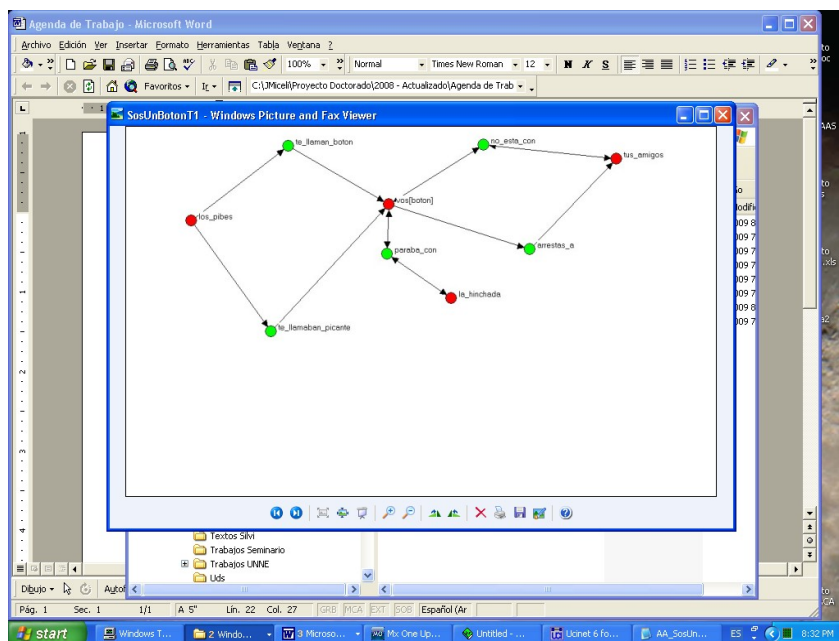 Agenda de Trabajo - Microsoft Word
Archivo Edición Ver Insertar Formato Herramientas Tabla Ventana ?
100% Normal Times New Roman 12 N K S
Favoritos Ir C:\JMiceli\Proyecto Doctorado\2008 - Actualizado\Agenda de Trab
SosUnBotonT1 - Windows Picture and Fax Viewer
te_llaman_boton
no_esta_con
tus_amigos
vos[boton]
los_pibes
arrestas_a
paraba_con
la_hinchada
te_llamaban_picante
Textos Silvi
Trabajos Seminario
Trabajos UNNE
Uds
Dibujo
Pág. 1 Sec. 1 1/1 A 5" Lín. 22 Col. 27 GRB MCA EXT SOB Español (Ar
start Windows T... 2 Windo... 3 Microso... Mx One Up... Untitled - ... Ucinet 6 fo... AA_SosUn... ES 8:32 PM